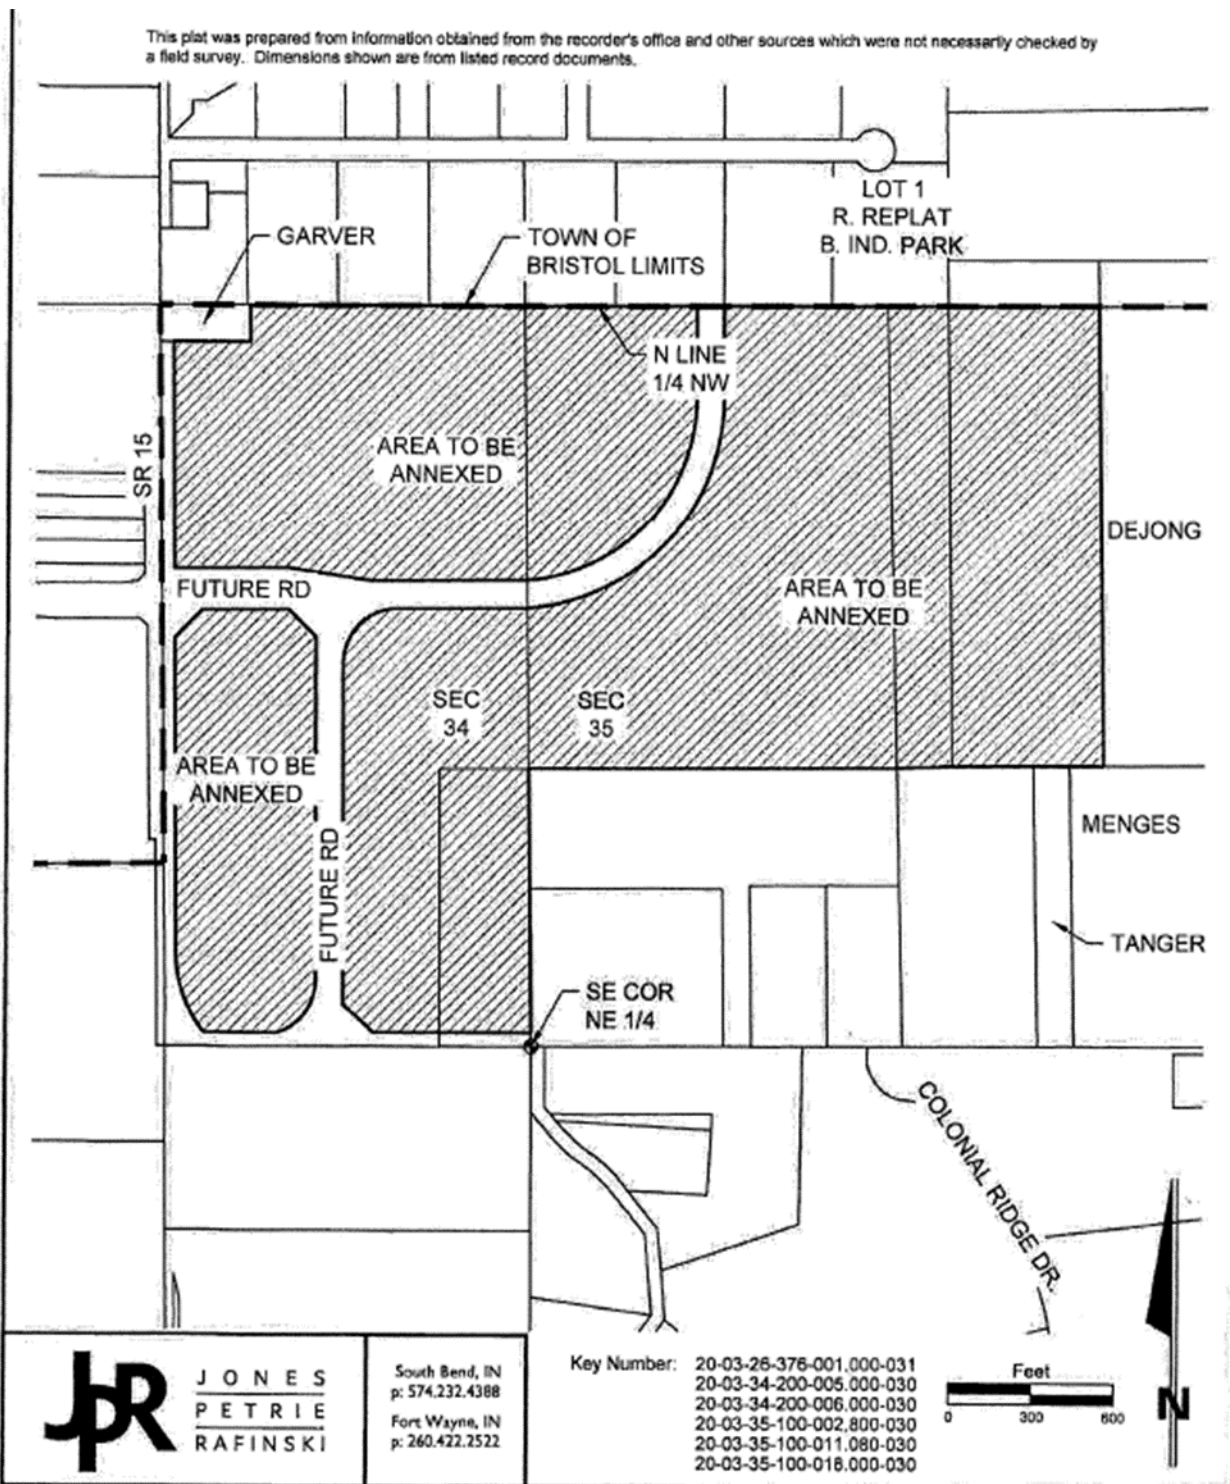 This plat was prepared from information obtained from the recorder's office and other sources which were not necessarily checked by
a field survey. Dimensions shown are from listed record documents.
LOT 1
R. REPLAT
B. IND. PARK
GARVER
TOWN OF
BRISTOL LIMITS
N LINE
1/4 NW
SR 15
AREA TO BE
ANNEXED
DEJONG
FUTURE RD
AREA TO BE
ANNEXED
SEC
34
SEC
35
AREA TO BE
ANNEXED
MENGES
FUTURE RD
TANGER
SE COR
NE 1/4
COLONIAL RIDGE DR.
JPR
JONES
PETRIE
RAFINSKI
South Bend, IN
p: 574.232.4388
Fort Wayne, IN
p: 260.422.2522
Key Number:
20-03-26-376-001.000-031
20-03-34-200-005.000-030
20-03-34-200-006.000-030
20-03-35-100-002.800-030
20-03-35-100-011.080-030
20-03-35-100-018.000-030
Feet
0 300 600
N